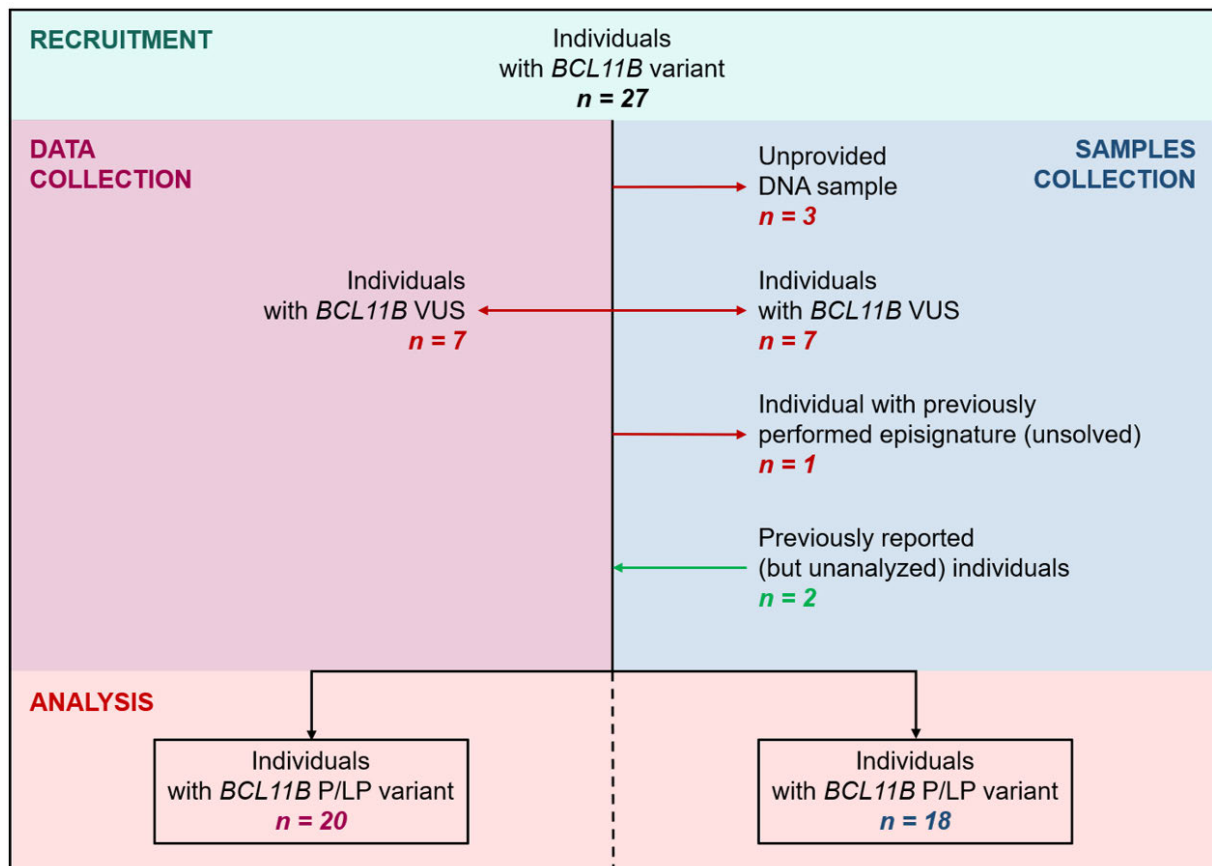 RECRUITMENT
Individuals
with BCL11B variant
n = 27
DATA
COLLECTION
SAMPLES
COLLECTION
Unprovided
DNA sample
n = 3
Individuals
with BCL11B VUS
n = 7
Individuals
with BCL11B VUS
n = 7
Individual with previously
performed episignature (unsolved)
n = 1
Previously reported
(but unanalyzed) individuals
n = 2
ANALYSIS
Individuals
with BCL11B P/LP variant
n = 20
Individuals
with BCL11B P/LP variant
n = 18